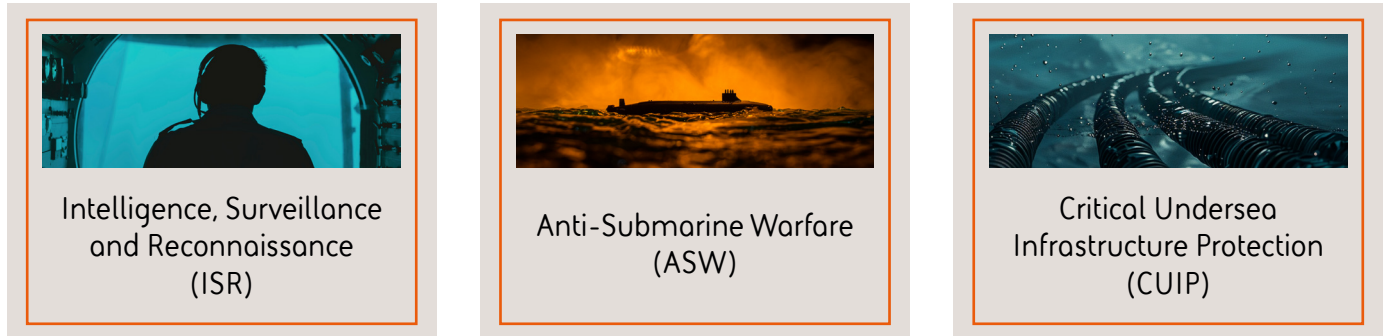 Intelligence, Surveillance
and Reconnaissance
(ISR)
Anti-Submarine Warfare
(ASW)
Critical Undersea
Infrastructure Protection
(CUIP)